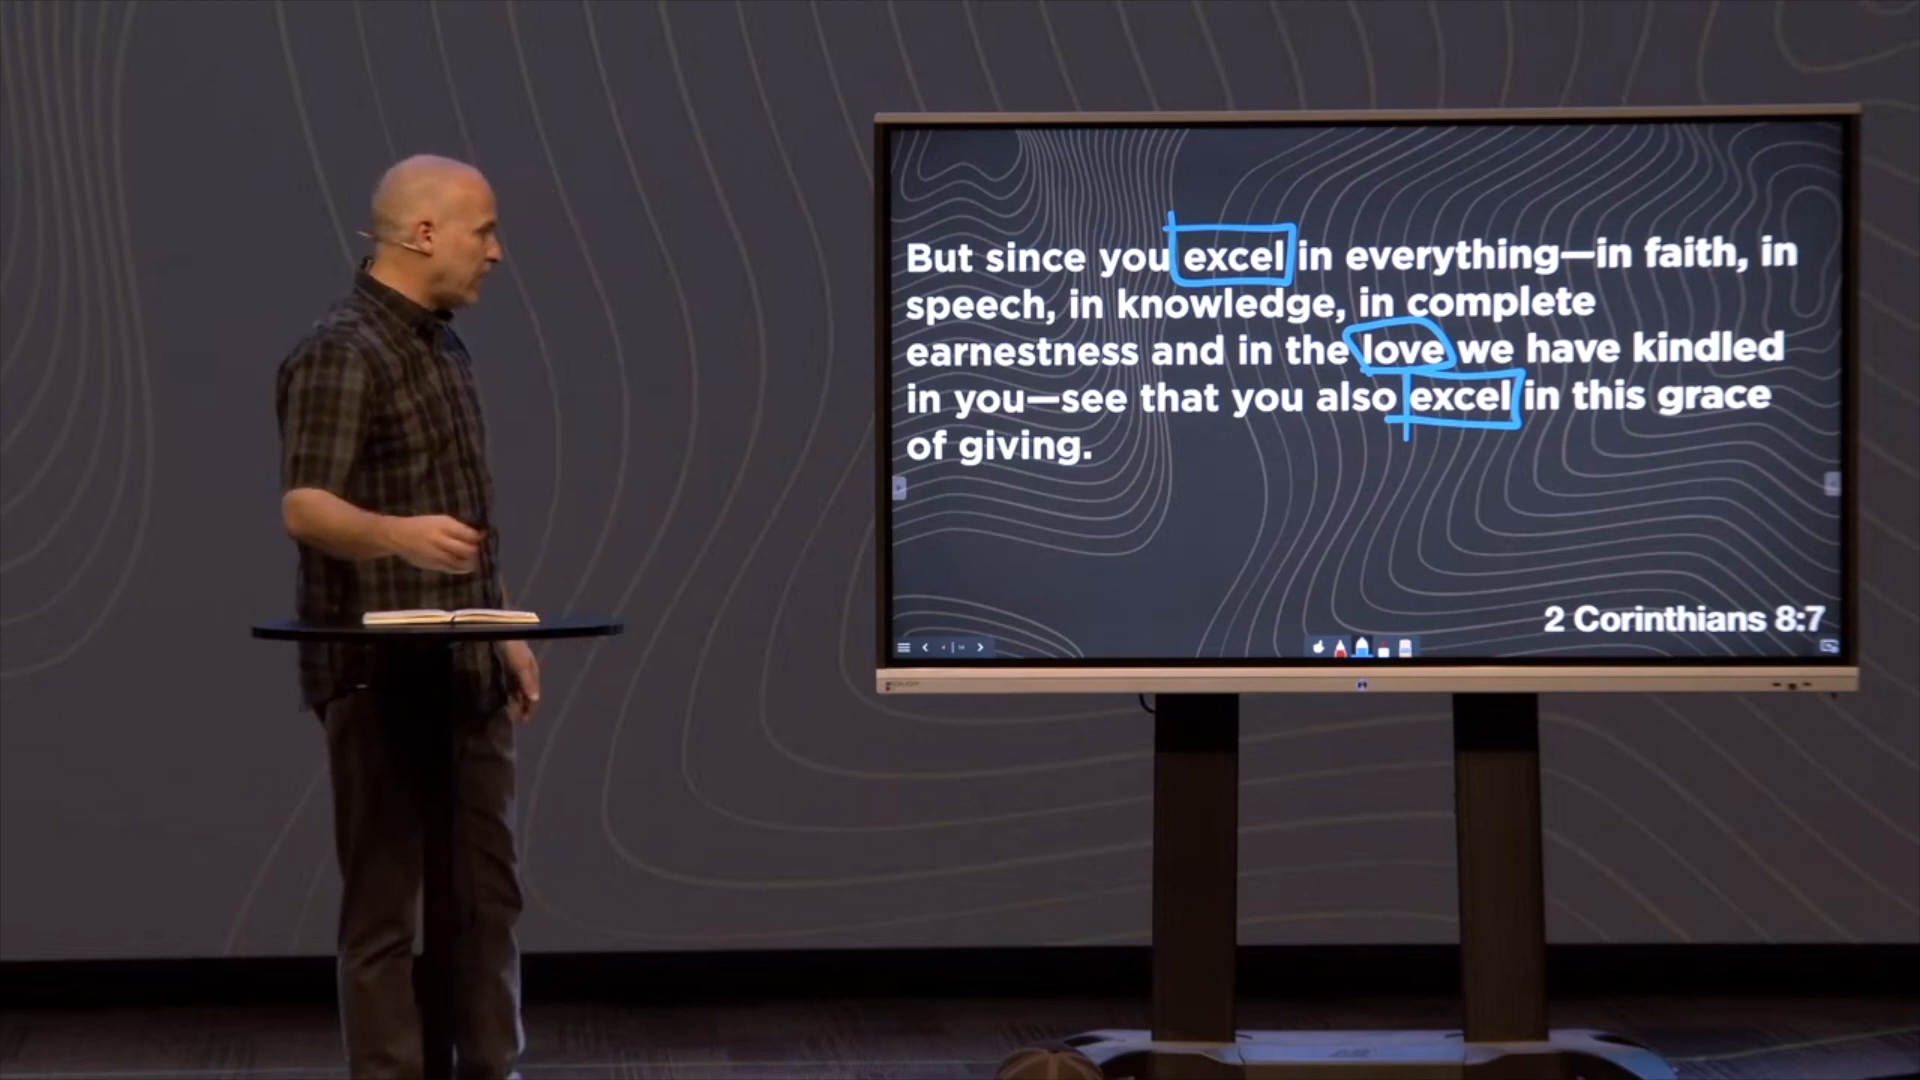 But since you excel in everything—in faith, in
speech, in knowledge, in complete
earnestness and in the love we have kindled
in you—see that you also excel in this grace
of giving.
2 Corinthians 8:7